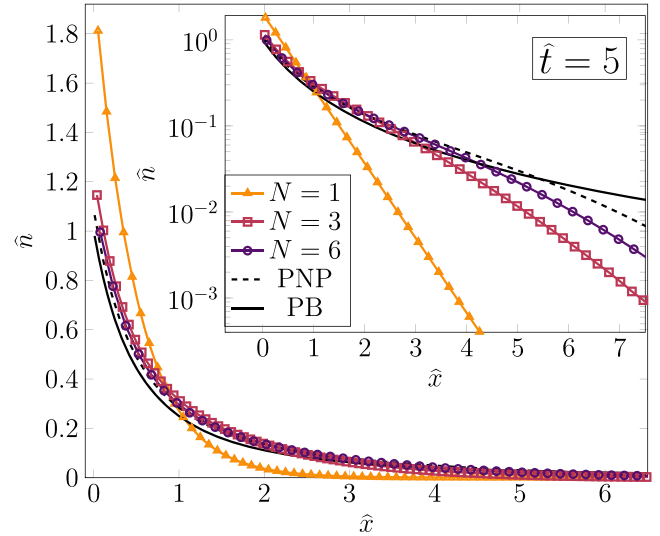 1.8
1.6
1.4
1.2
1
0.8
0.6
0.4
0.2
0
n̂
10⁰
10⁻¹
10⁻²
10⁻³
n̂
t̂ = 5
N = 1
N = 3
N = 6
PNP
PB
0 1 2 3 4 5 6 7
x̂
0 1 2 3 4 5 6
x̂